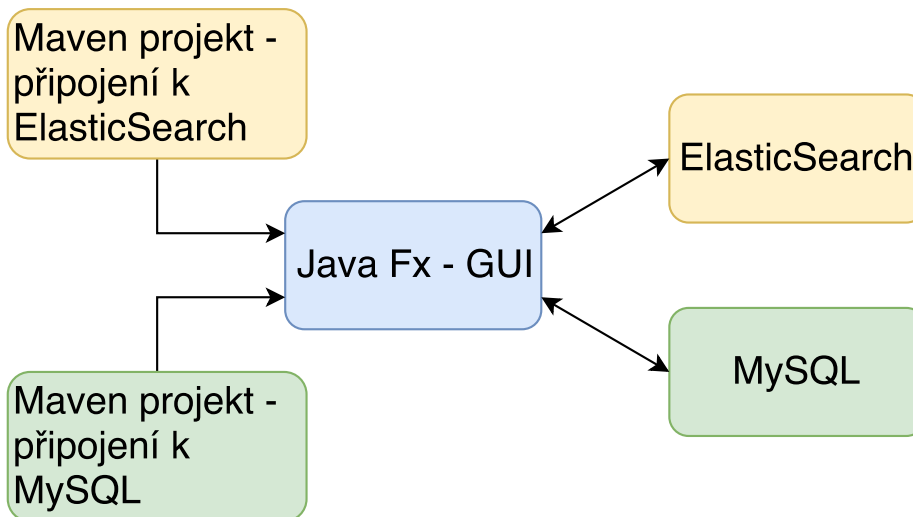 Maven projekt -
připojení k
ElasticSearch
ElasticSearch
Java Fx - GUI
MySQL
Maven projekt -
připojení k
MySQL